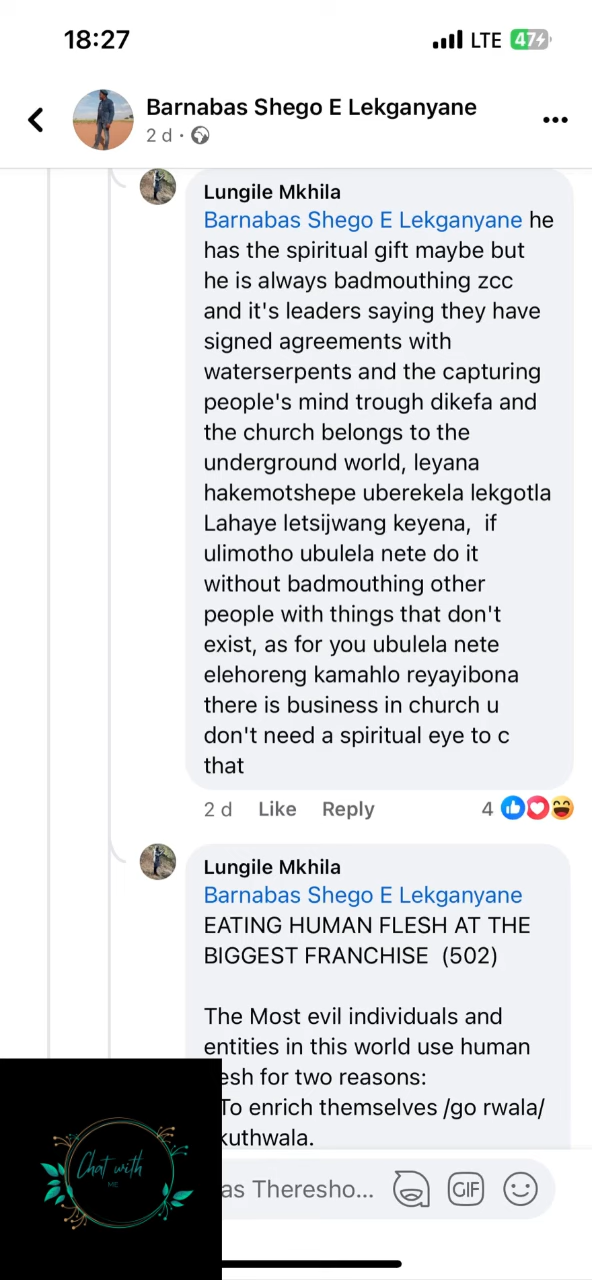 18:27
LTE 47
Barnabas Shego E Lekganyane
2 d ·
Lungile Mkhila
Barnabas Shego E Lekganyane he
has the spiritual gift maybe but
he is always badmouthing zcc
and it's leaders saying they have
signed agreements with
waterserpents and the capturing
people's mind trough dikefa and
the church belongs to the
underground world, leyana
hakemotshepe uberekela lekgotla
Lahaye letsijwang keyena,  if
ulimotho ubulela nete do it
without badmouthing other
people with things that don't
exist, as for you ubulela nete
elehoreng kamahlo reyayibona
there is business in church u
don't need a spiritual eye to c
that
2 d Like Reply 4
Lungile Mkhila
Barnabas Shego E Lekganyane
EATING HUMAN FLESH AT THE
BIGGEST FRANCHISE  (502)
The Most evil individuals and
entities in this world use human
esh for two reasons:
To enrich themselves /go rwala/
kuthwala.
as Theresho... GIF
Chat with
ME